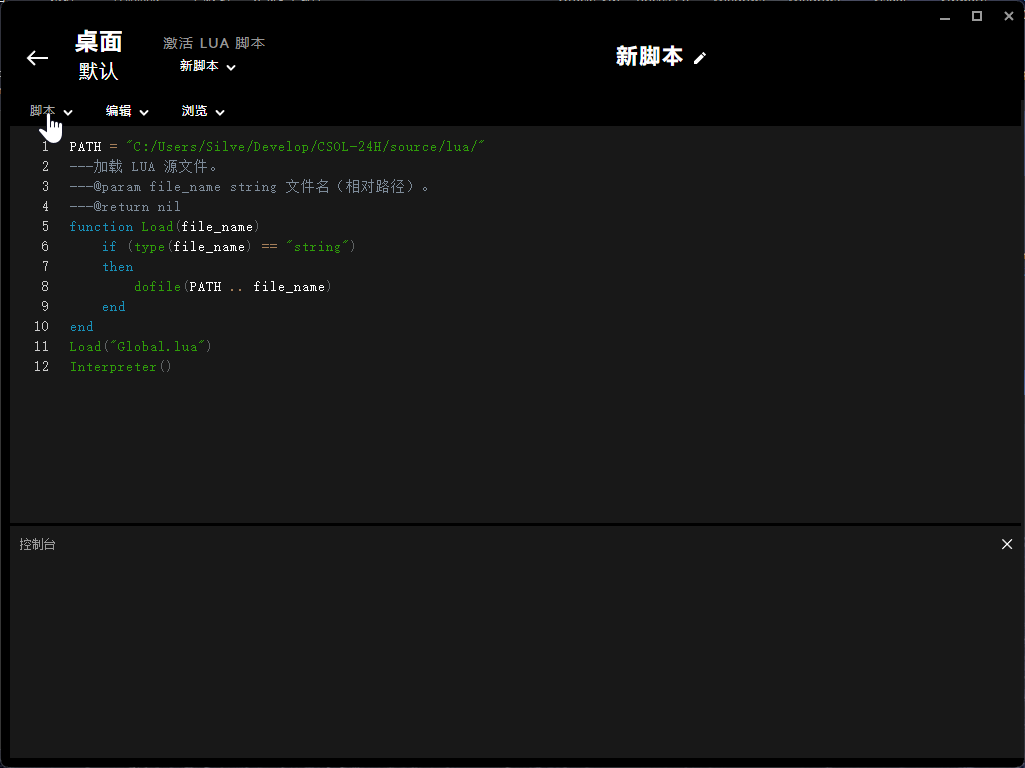 桌面
默认
激活 LUA 脚本
新脚本
新脚本
脚本 编辑 浏览
1 PATH = "C:/Users/Silve/Develop/CSOL-24H/source/lua/"
2 ---加载 LUA 源文件。
3 ---@param file_name string 文件名（相对路径）。
4 ---@return nil
5 function Load(file_name)
6     if (type(file_name) == "string")
7     then
8         dofile(PATH .. file_name)
9     end
10 end
11 Load("Global.lua")
12 Interpreter()
控制台